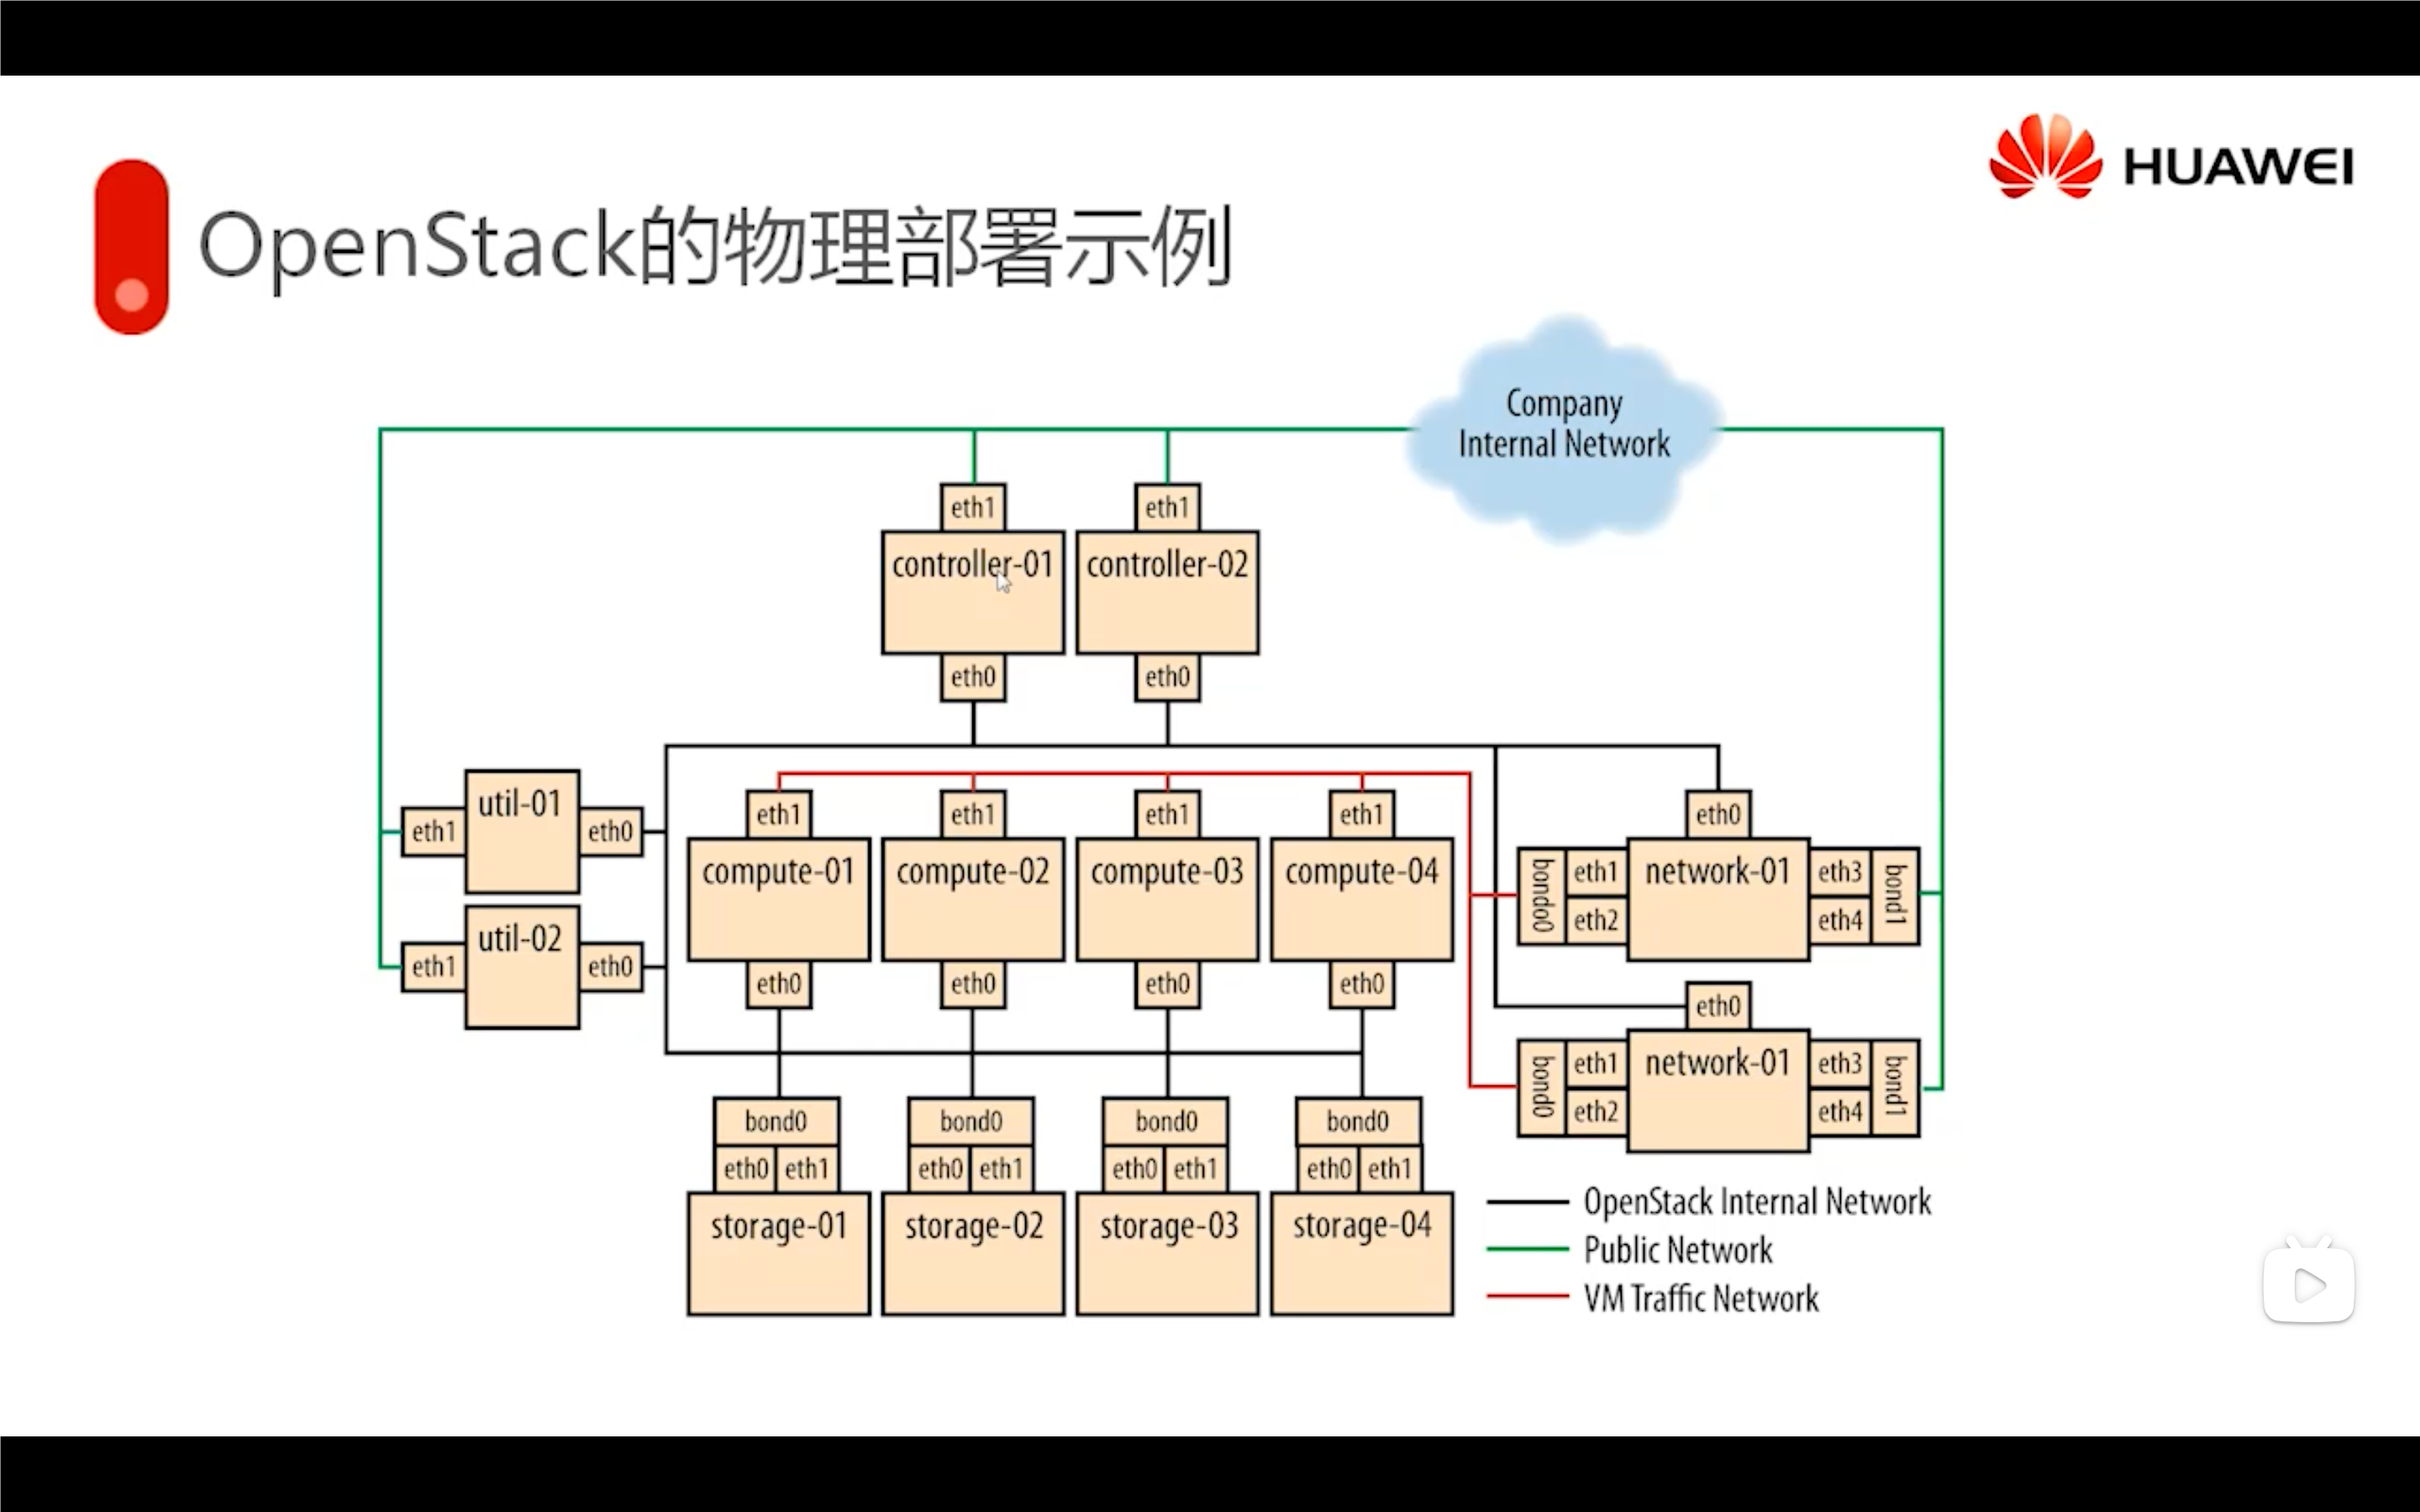 HUAWEI
OpenStack的物理部署示例
Company
Internal Network
eth1
eth1
controller-01
controller-02
eth0
eth0
util-01
eth1
eth0
util-02
eth1
eth0
eth1
eth1
eth1
eth1
compute-01
compute-02
compute-03
compute-04
eth0
eth0
eth0
eth0
eth0
bondo0
eth1
eth2
network-01
eth3
eth4
bond1
eth0
bond0
eth1
eth2
network-01
eth3
eth4
bond1
bond0
bond0
bond0
bond0
eth0 eth1
eth0 eth1
eth0 eth1
eth0 eth1
storage-01
storage-02
storage-03
storage-04
OpenStack Internal Network
Public Network
VM Traffic Network